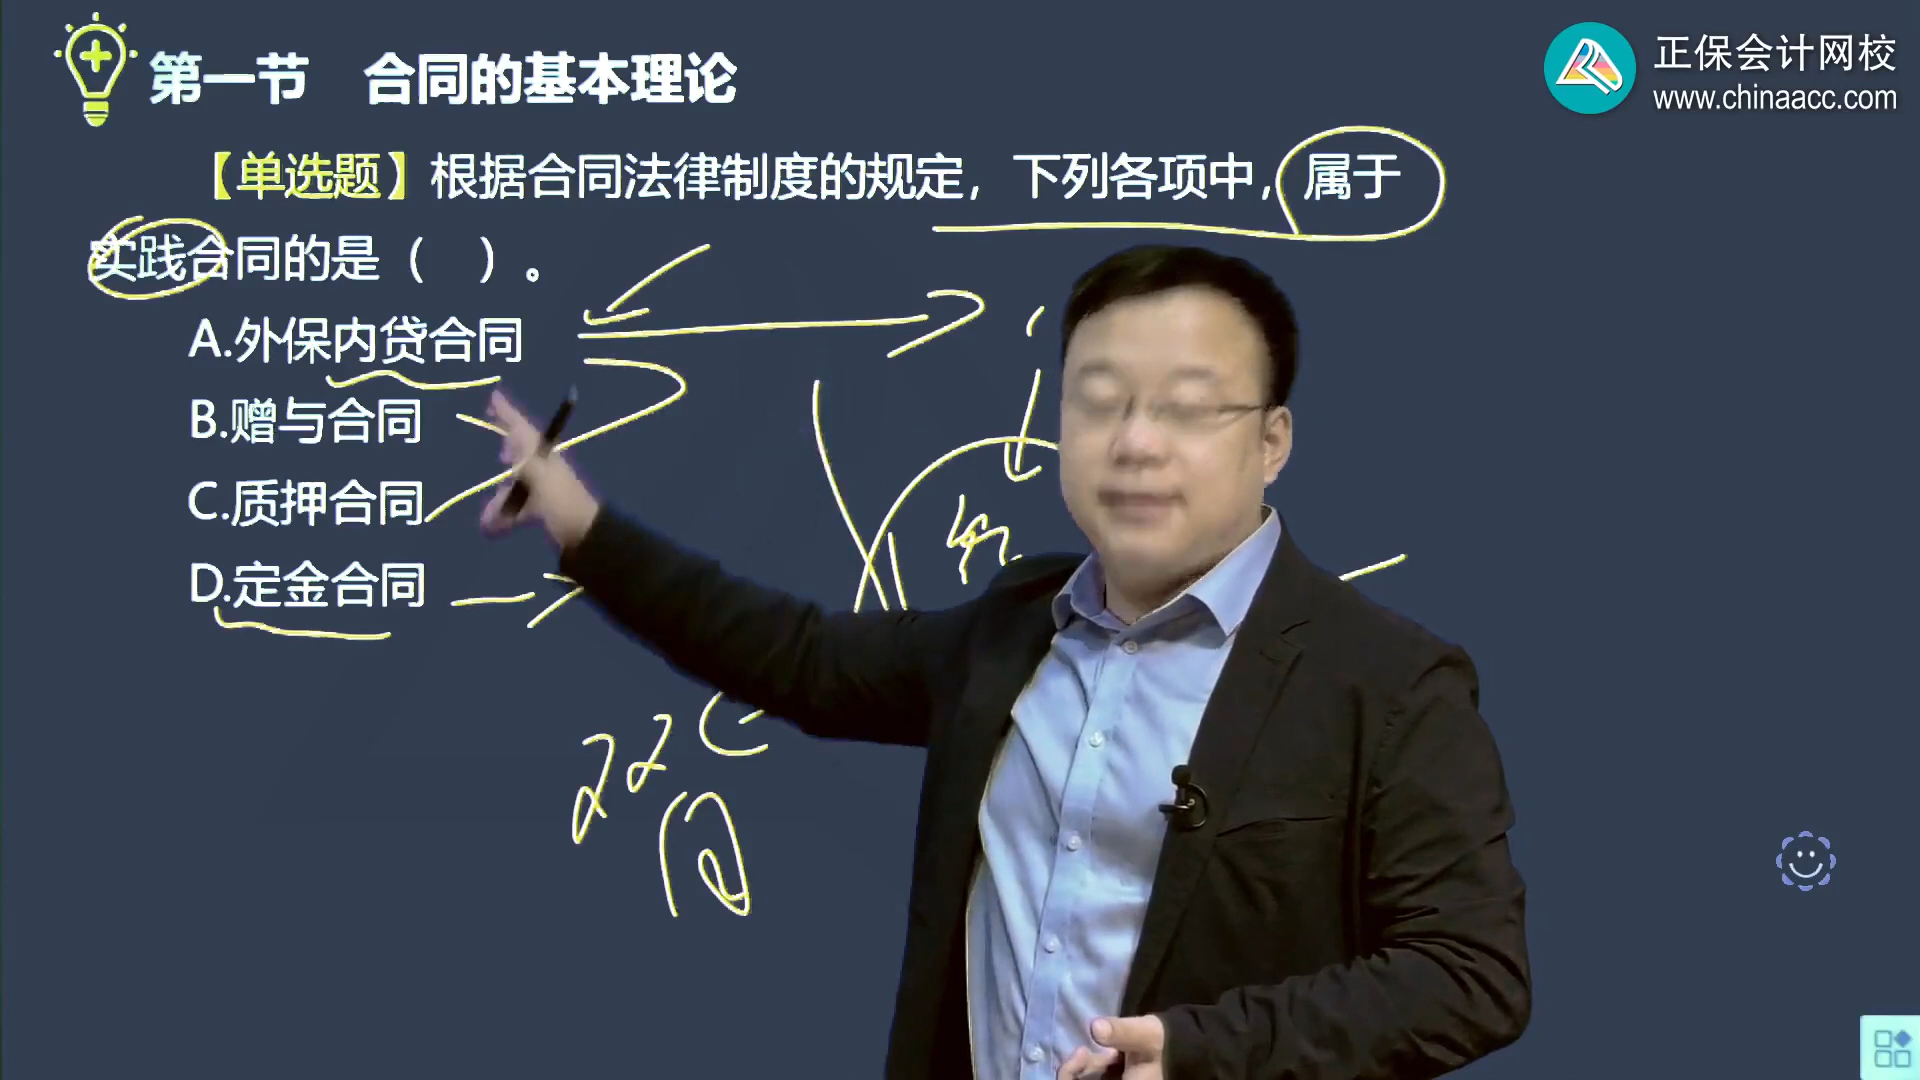 第一节 合同的基本理论
正保会计网校
www.chinaacc.com
【单选题】根据合同法律制度的规定，下列各项中，属于
实践合同的是（ ）。
A.外保内贷合同
B.赠与合同
C.质押合同
D.定金合同